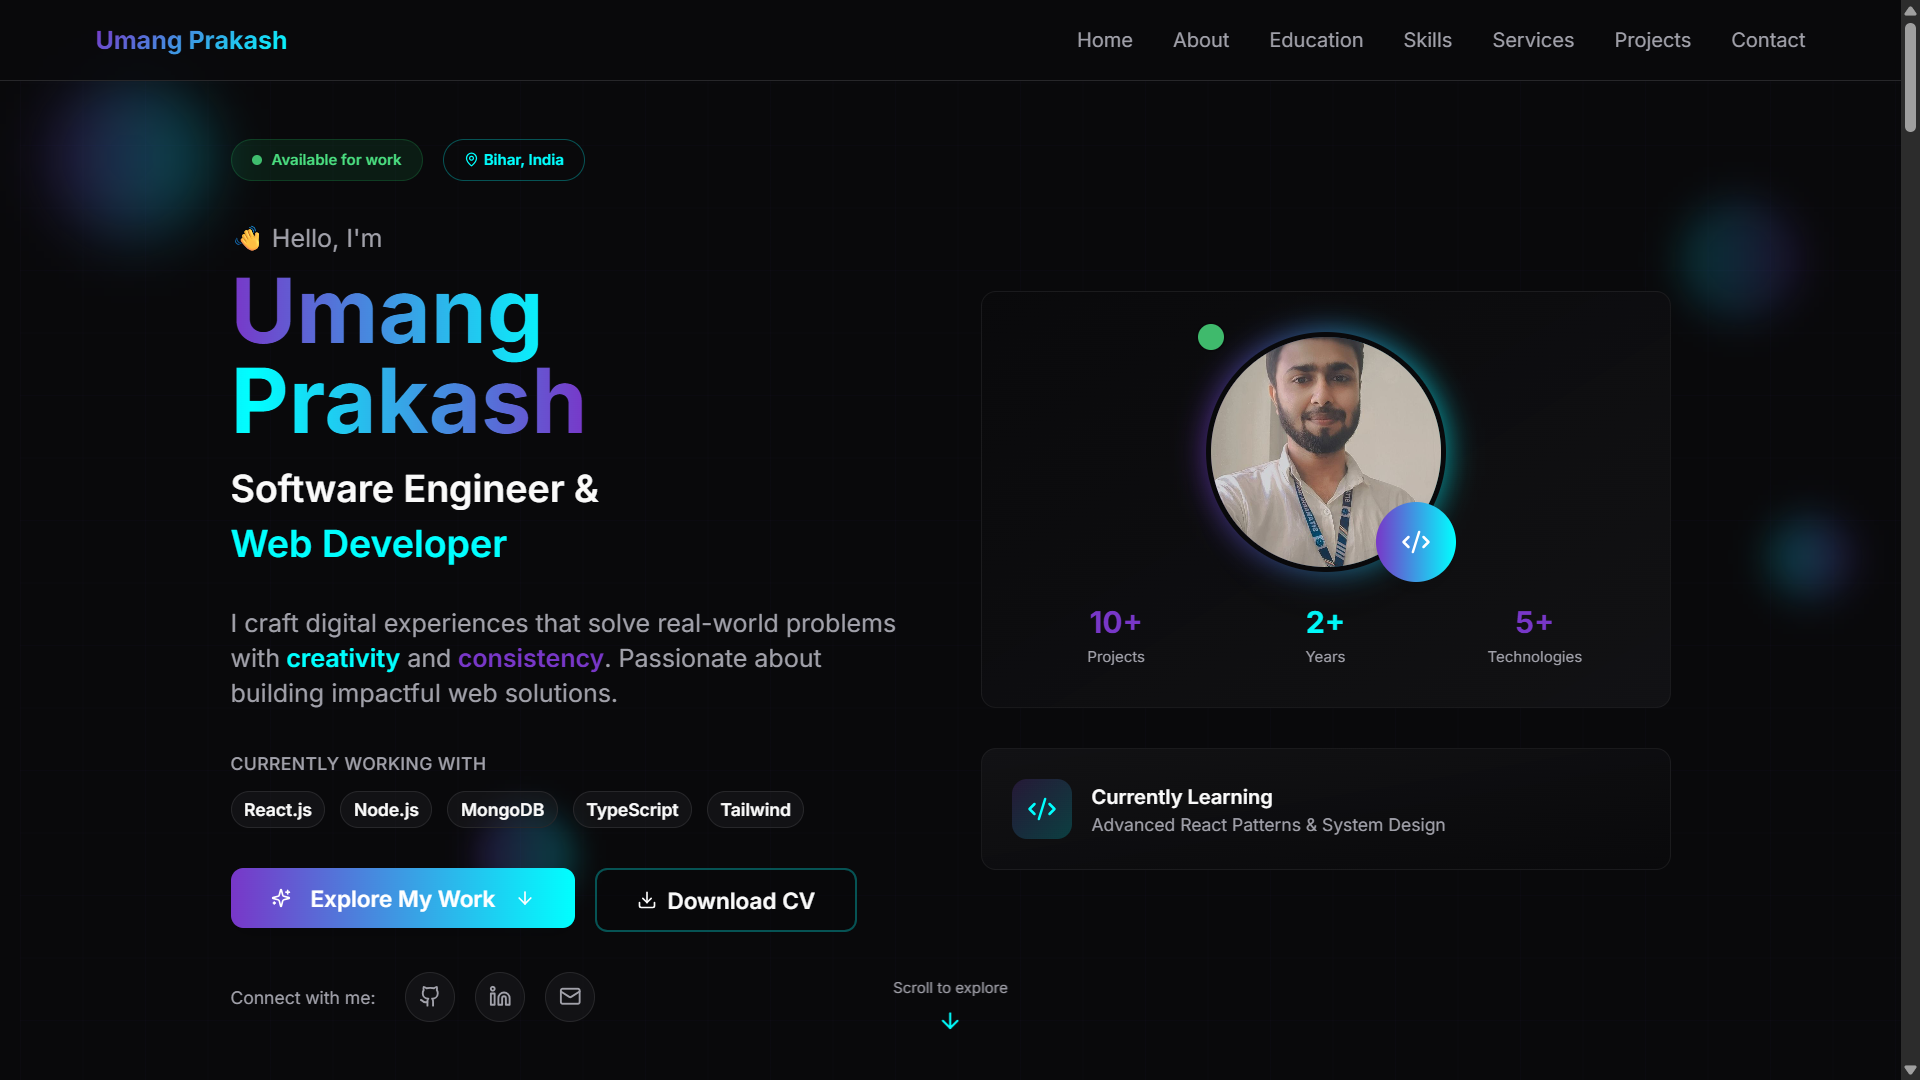 Umang Prakash
Home
About
Education
Skills
Services
Projects
Contact
Available for work
Bihar, India
👋 Hello, I'm
Umang
Prakash
Software Engineer &
Web Developer
I craft digital experiences that solve real-world problems
with creativity and consistency. Passionate about
building impactful web solutions.
CURRENTLY WORKING WITH
React.js
Node.js
MongoDB
TypeScript
Tailwind
Explore My Work
Download CV
Connect with me:
10+
Projects
2+
Years
5+
Technologies
Currently Learning
Advanced React Patterns & System Design
Scroll to explore